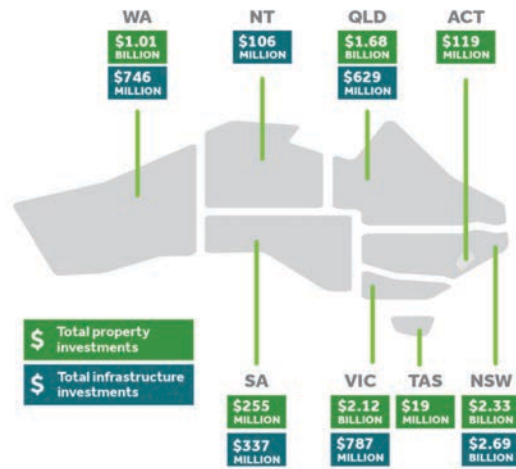 WA NT QLD ACT
$1.01 BILLION
$746 MILLION
$106 MILLION
$1.68 BILLION
$629 MILLION
$119 MILLION
$ Total property investments
$ Total infrastructure investments
SA VIC TAS NSW
$255 MILLION
$337 MILLION
$2.12 BILLION
$787 MILLION
$19 MILLION
$2.33 BILLION
$2.69 BILLION